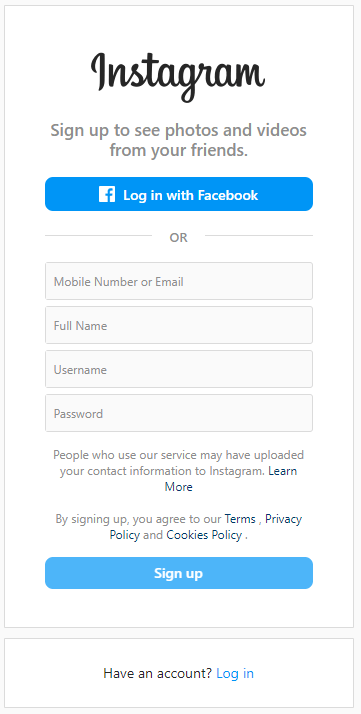 Instagram
Sign up to see photos and videos
from your friends.
Log in with Facebook
OR
Mobile Number or Email
Full Name
Username
Password
People who use our service may have uploaded
your contact information to Instagram. Learn
More
By signing up, you agree to our Terms , Privacy
Policy and Cookies Policy .
Sign up
Have an account? Log in